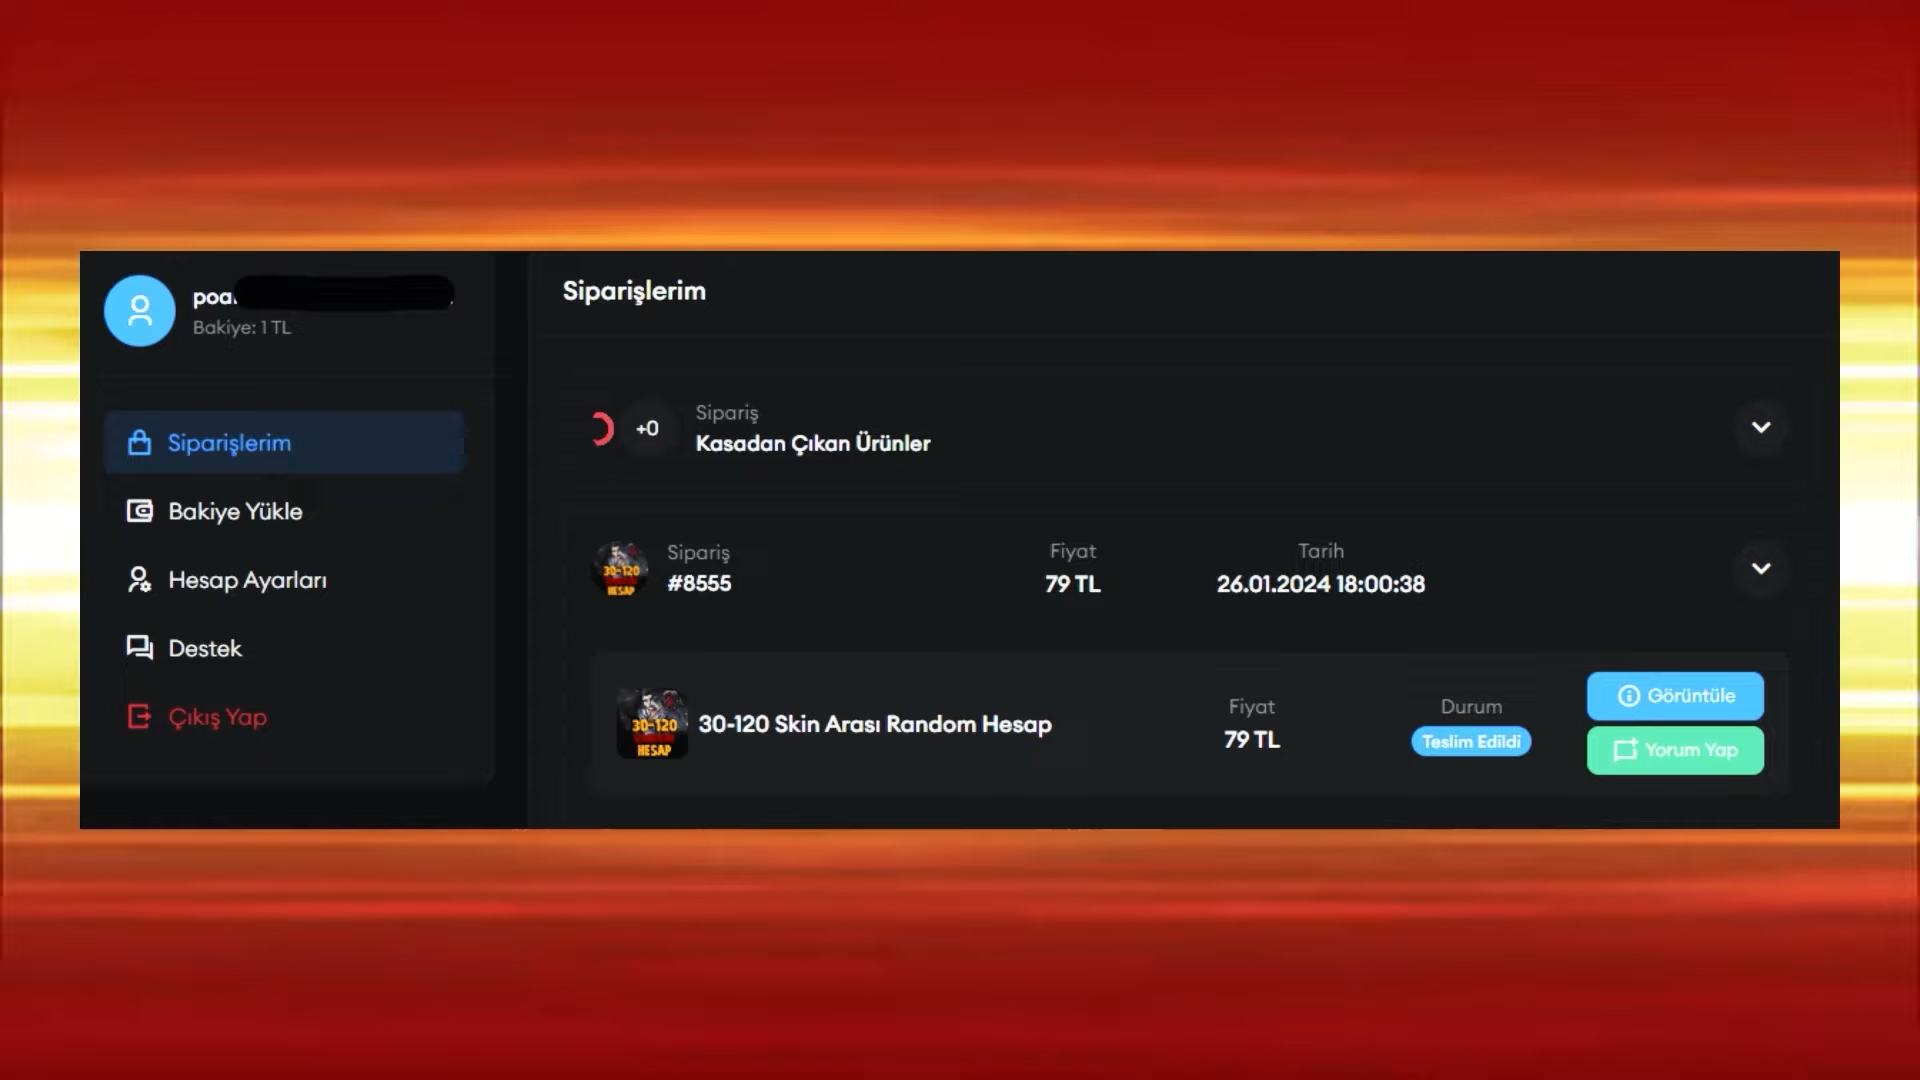 poa
Bakiye: 1 TL
Siparişlerim
Bakiye Yükle
Hesap Ayarları
Destek
Çıkış Yap
Siparişlerim
+0
Sipariş
Kasadan Çıkan Ürünler
30-120
HESAP
Sipariş
#8555
Fiyat
79 TL
Tarih
26.01.2024 18:00:38
30-120
HESAP
30-120 Skin Arası Random Hesap
Fiyat
79 TL
Durum
Teslim Edildi
Görüntüle
Yorum Yap